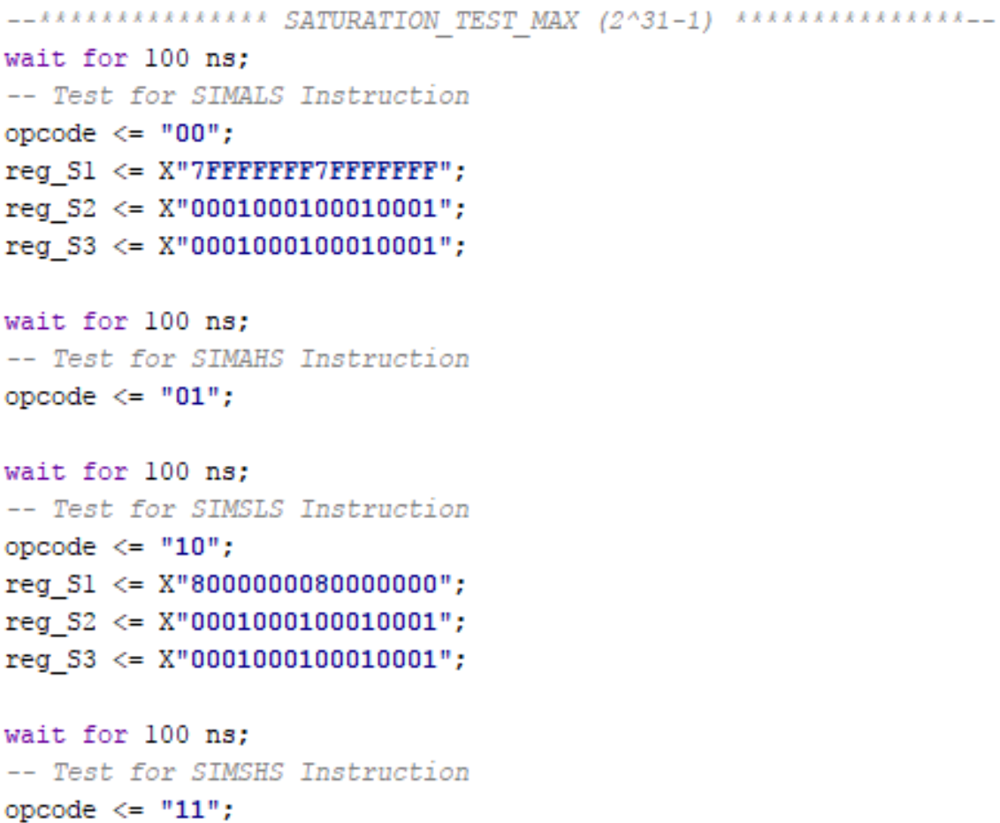 --*************** SATURATION_TEST_MAX (2^31-1) ***************--
wait for 100 ns;
-- Test for SIMALS Instruction
opcode <= "00";
reg_S1 <= X"7FFFFFFF7FFFFFFF";
reg_S2 <= X"0001000100010001";
reg_S3 <= X"0001000100010001";
wait for 100 ns;
-- Test for SIMAHS Instruction
opcode <= "01";
wait for 100 ns;
-- Test for SIMSLS Instruction
opcode <= "10";
reg_S1 <= X"8000000080000000";
reg_S2 <= X"0001000100010001";
reg_S3 <= X"0001000100010001";
wait for 100 ns;
-- Test for SIMSHS Instruction
opcode <= "11";